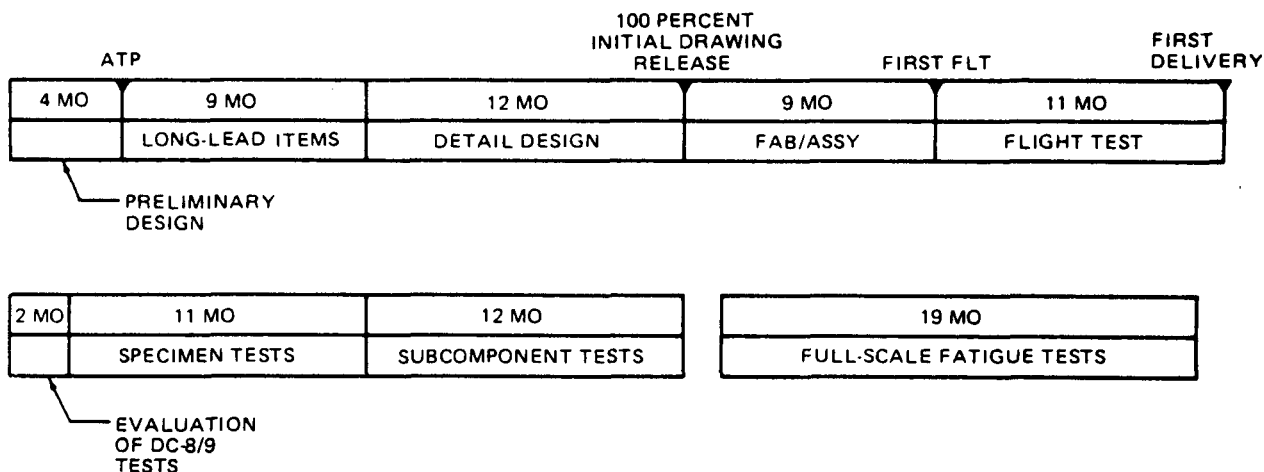 100 PERCENT
INITIAL DRAWING
RELEASE
ATP
FIRST FLT
FIRST
DELIVERY
4 MO 9 MO 12 MO 9 MO 11 MO
LONG-LEAD ITEMS DETAIL DESIGN FAB/ASSY FLIGHT TEST
PRELIMINARY
DESIGN
2 MO 11 MO 12 MO 19 MO
SPECIMEN TESTS SUBCOMPONENT TESTS FULL-SCALE FATIGUE TESTS
EVALUATION
OF DC-8/9
TESTS